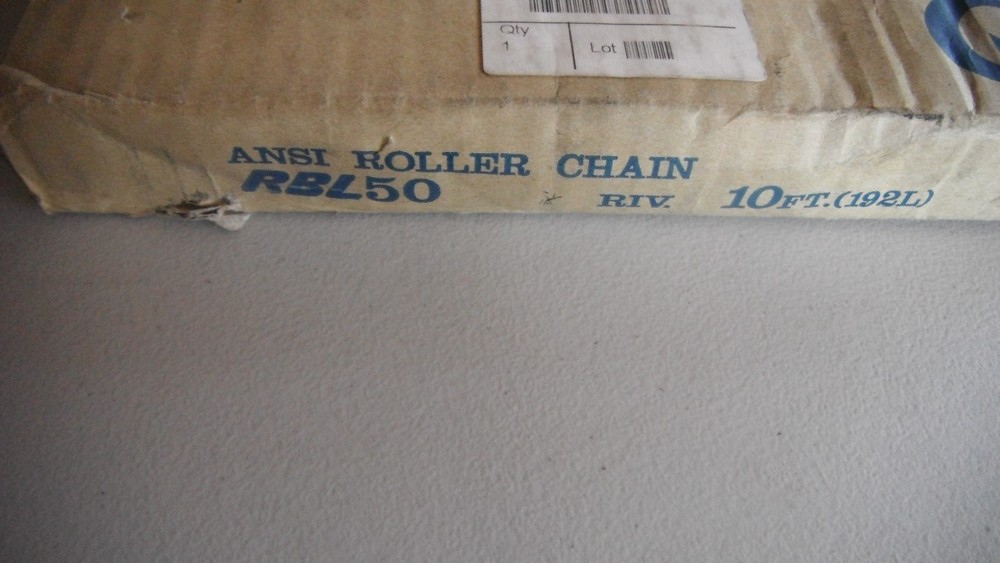 Qty
1
Lot
ANSI ROLLER CHAIN
RBL50 RIV. 10FT.(192L)